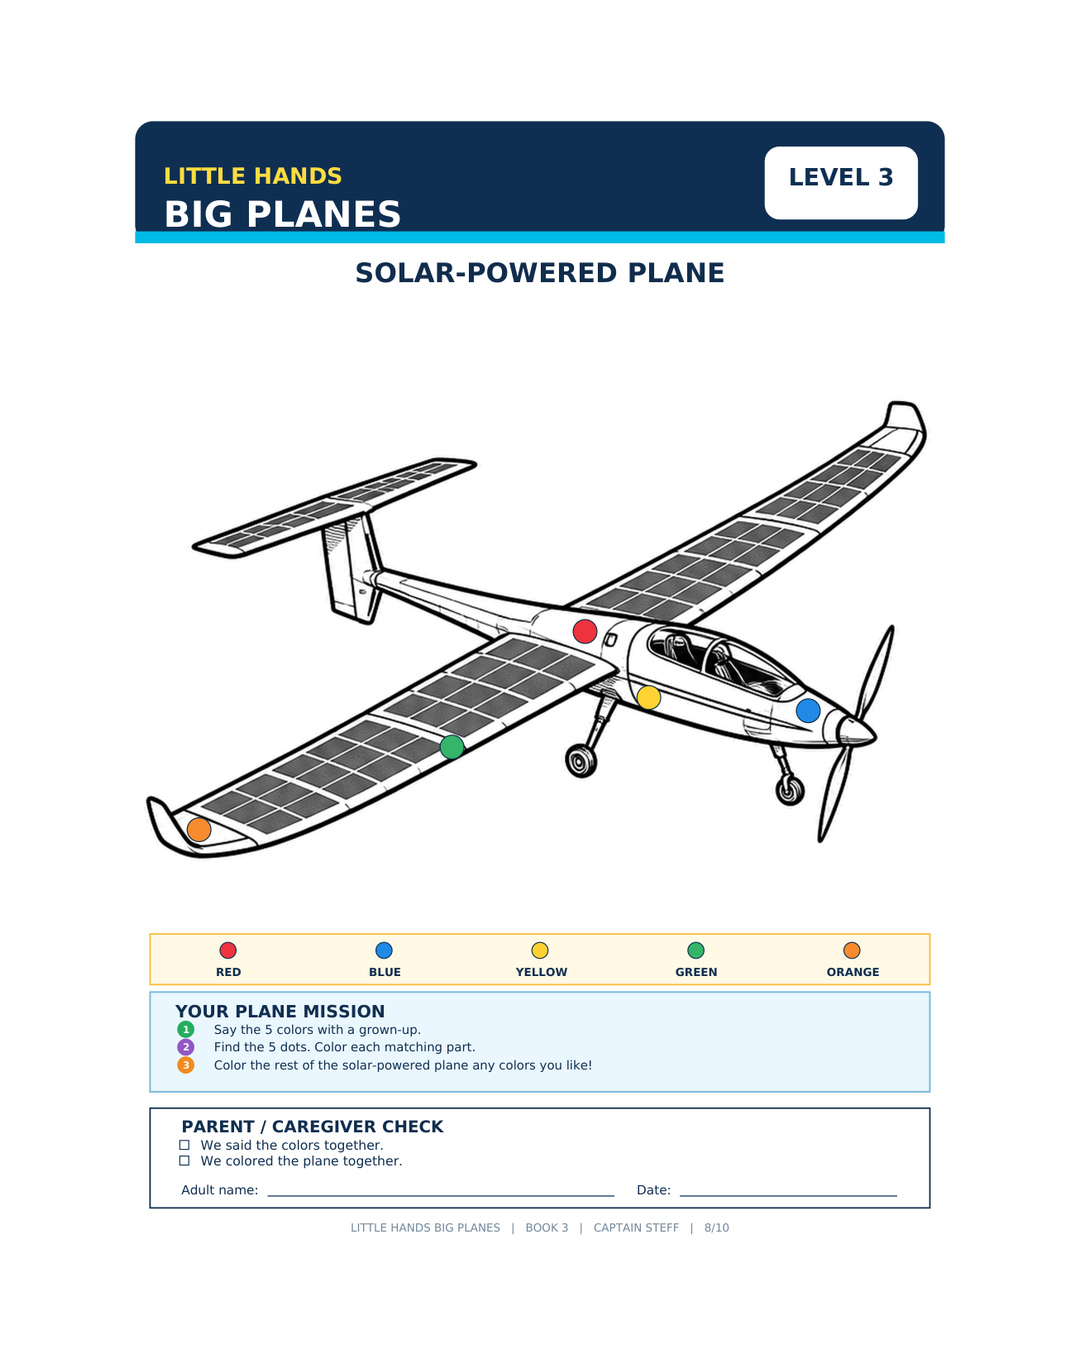 LITTLE HANDS
BIG PLANES
LEVEL 3
SOLAR-POWERED PLANE
RED BLUE YELLOW GREEN ORANGE
YOUR PLANE MISSION
1 Say the 5 colors with a grown-up.
2 Find the 5 dots. Color each matching part.
3 Color the rest of the solar-powered plane any colors you like!
PARENT / CAREGIVER CHECK
☐ We said the colors together.
☐ We colored the plane together.
Adult name: Date:
LITTLE HANDS BIG PLANES | BOOK 3 | CAPTAIN STEFF | 8/10